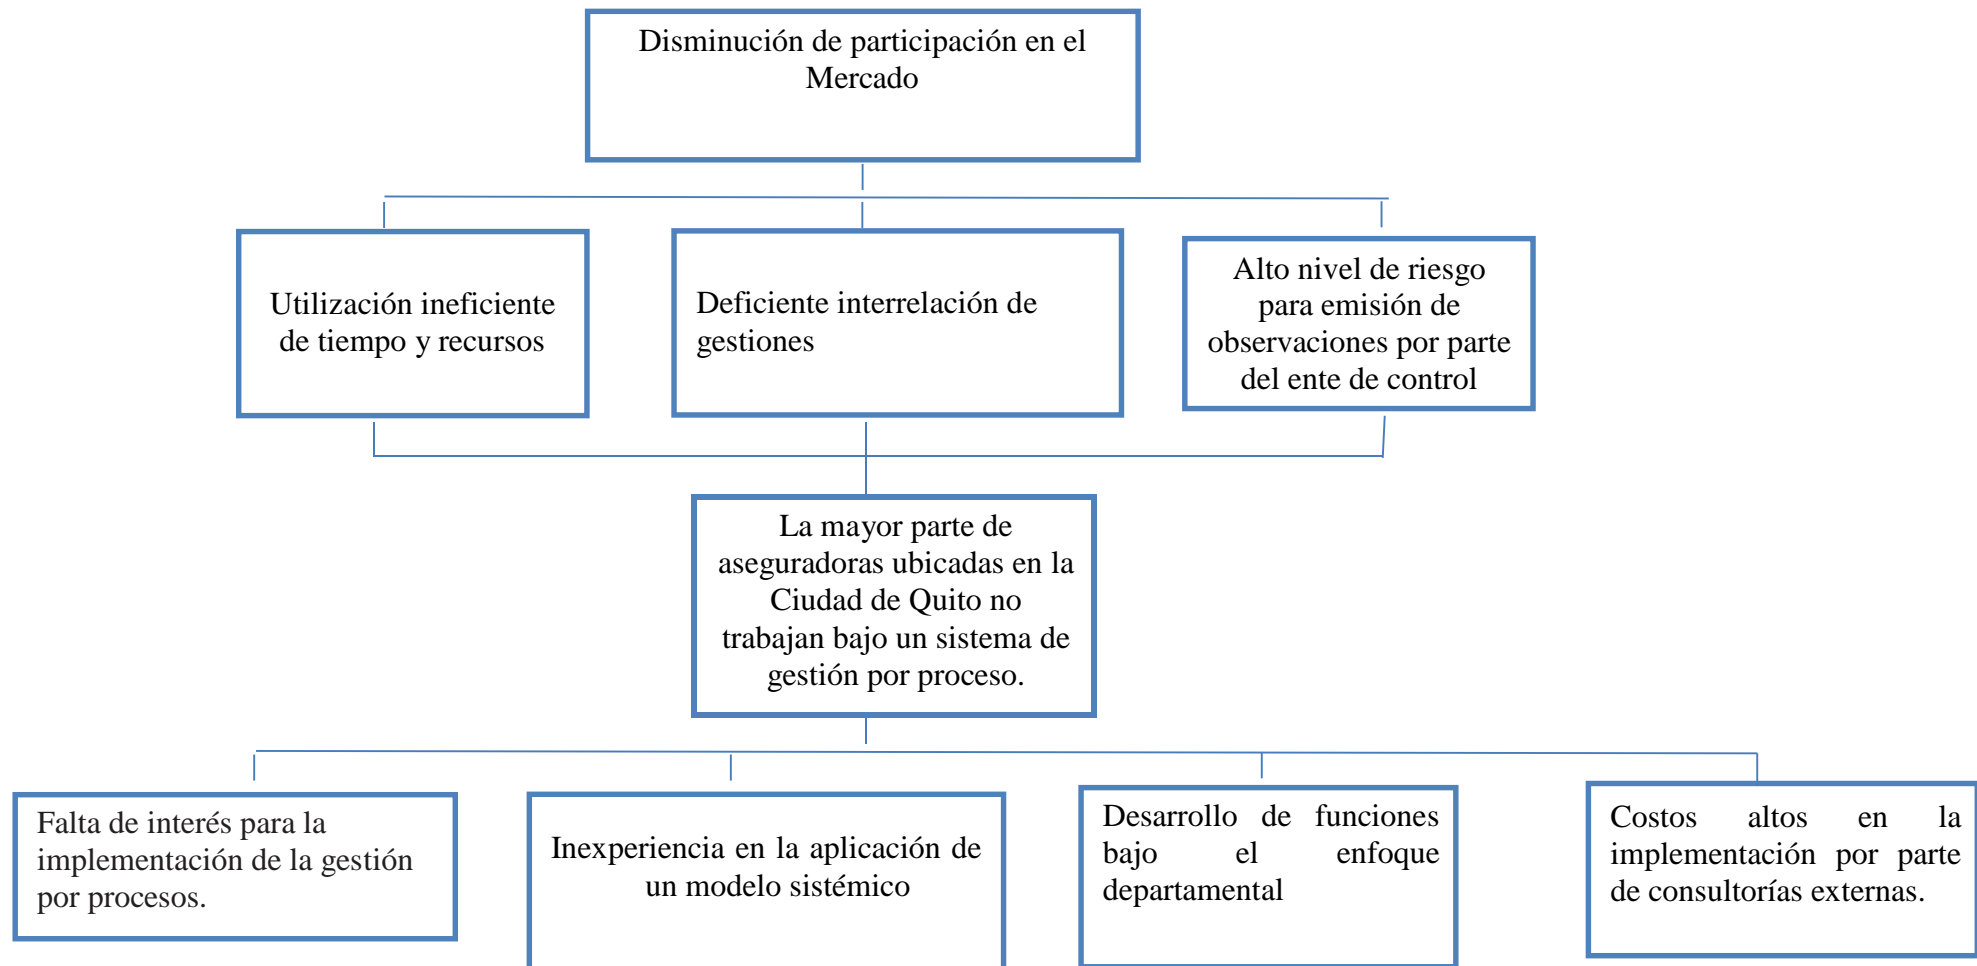 Disminución de participación en el
Mercado
Utilización ineficiente
de tiempo y recursos
Deficiente interrelación de
gestiones
Alto nivel de riesgo
para emisión de
observaciones por parte
del ente de control
La mayor parte de
aseguradoras ubicadas en la
Ciudad de Quito no
trabajan bajo un sistema de
gestión por proceso.
Falta de interés para la
implementación de la gestión
por procesos.
Inexperiencia en la aplicación de
un modelo sistémico
Desarrollo de funciones
bajo el enfoque
departamental
Costos altos en la
implementación por parte
de consultorías externas.